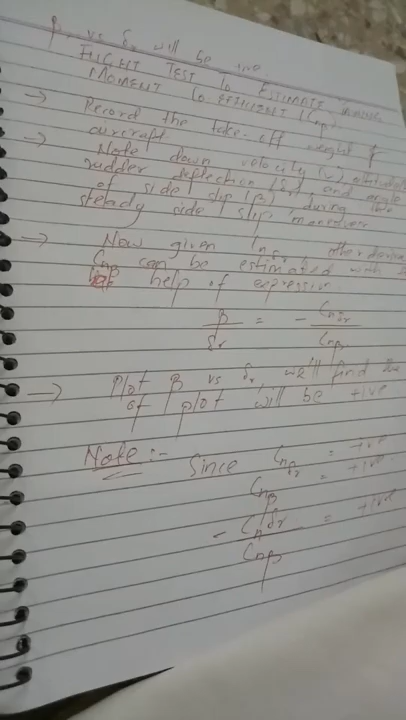 β vs δr will be +ve
FLIGHT TEST TO ESTIMATE
MOMENT CO-EFFICIENT (Cnβ)
→ Record the take-off weight of
aircraft
→ Note down velocity (v), altitude,
rudder deflection (δr) and angle
of side slip (β) during the
steady side slip maneuver
→ Now given Cnδr, other
Cnβ can be estimated with
help of expression
β/δr = - Cnδr/Cnβ
→ Plot β vs δr, we'll find the
of plot will be +ive
Note:- Since Cnδr = +ve
Cnβ = +ive
- Cnδr/Cnβ = +ive